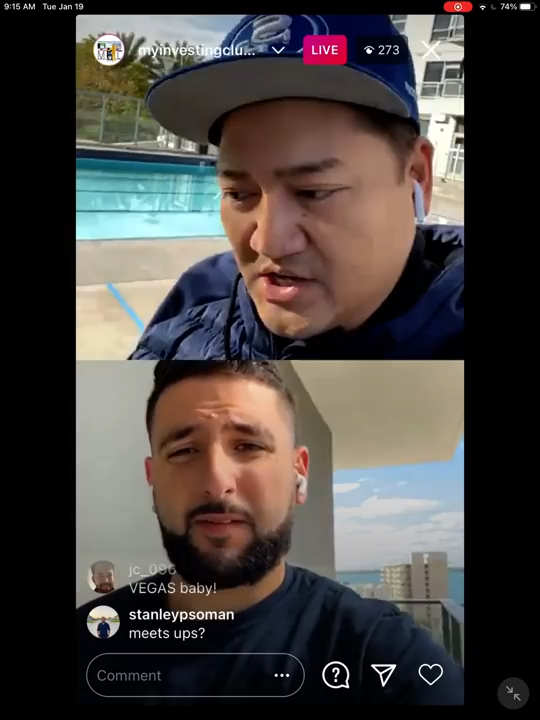 9:15 AM Tue Jan 19
74%
myinvestingclu...
LIVE
273
jc_096
VEGAS baby!
stanleypsoman
meets ups?
Comment